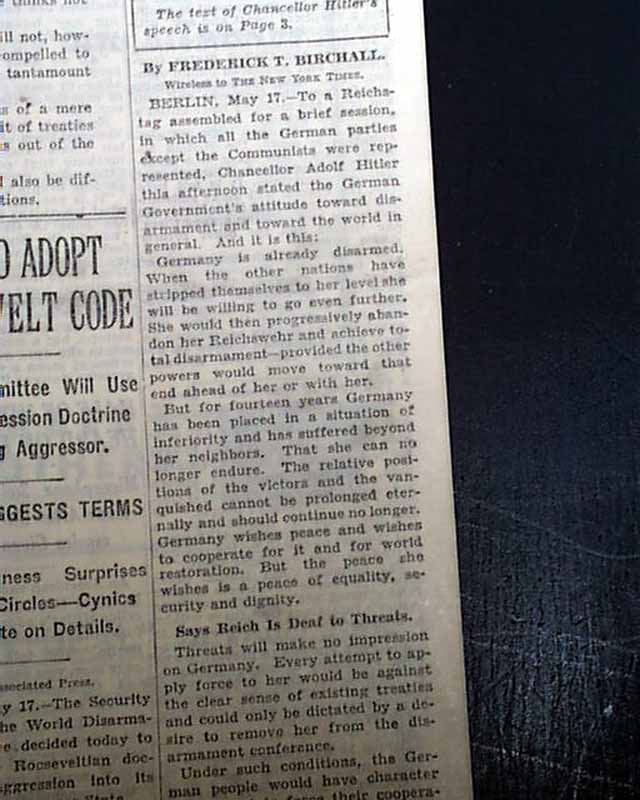 ill not, how-
ompelled to
tantamount
s of a mere
it of treaties
s out of the
l also be dif-
tions.
O ADOPT
VELT CODE
mittee Will Use
ession Doctrine
g Aggressor.
GGESTS TERMS
ness Surprises
Circles—Cynics
te on Details.
ssociated Press.
y 17.—The Security
he World Disarma-
e decided today to
Rooseveltian doc-
ggression into its
The text of Chancellor Hitler's
speech is on Page 3.
By FREDERICK T. BIRCHALL.
Wireless to THE NEW YORK TIMES.
BERLIN, May 17.—To a Reichs-
tag assembled for a brief session,
in which all the German parties
except the Communists were rep-
resented, Chancellor Adolf Hitler
this afternoon stated the German
Government's attitude toward dis-
armament and toward the world in
general. And it is this:
Germany is already disarmed.
When the other nations have
stripped themselves to her level she
will be willing to go even further.
She would then progressively aban-
don her Reichswehr and achieve to-
tal disarmament—provided the other
powers would move toward that
end ahead of her or with her.
But for fourteen years Germany
has been placed in a situation of
inferiority and has suffered beyond
her neighbors. That she can no
longer endure. The relative posi-
tions of the victors and the van-
quished cannot be prolonged eter-
nally and should continue no longer.
Germany wishes peace and wishes
to cooperate for it and for world
restoration. But the peace she
wishes is a peace of equality, se-
curity and dignity.
Says Reich Is Deaf to Threats.
Threats will make no impression
on Germany. Every attempt to ap-
ply force to her would be against
the clear sense of existing treaties
and could only be dictated by a de-
sire to remove her from the dis-
armament conference.
Under such conditions, the Ger-
man people would have character
force their coopera-